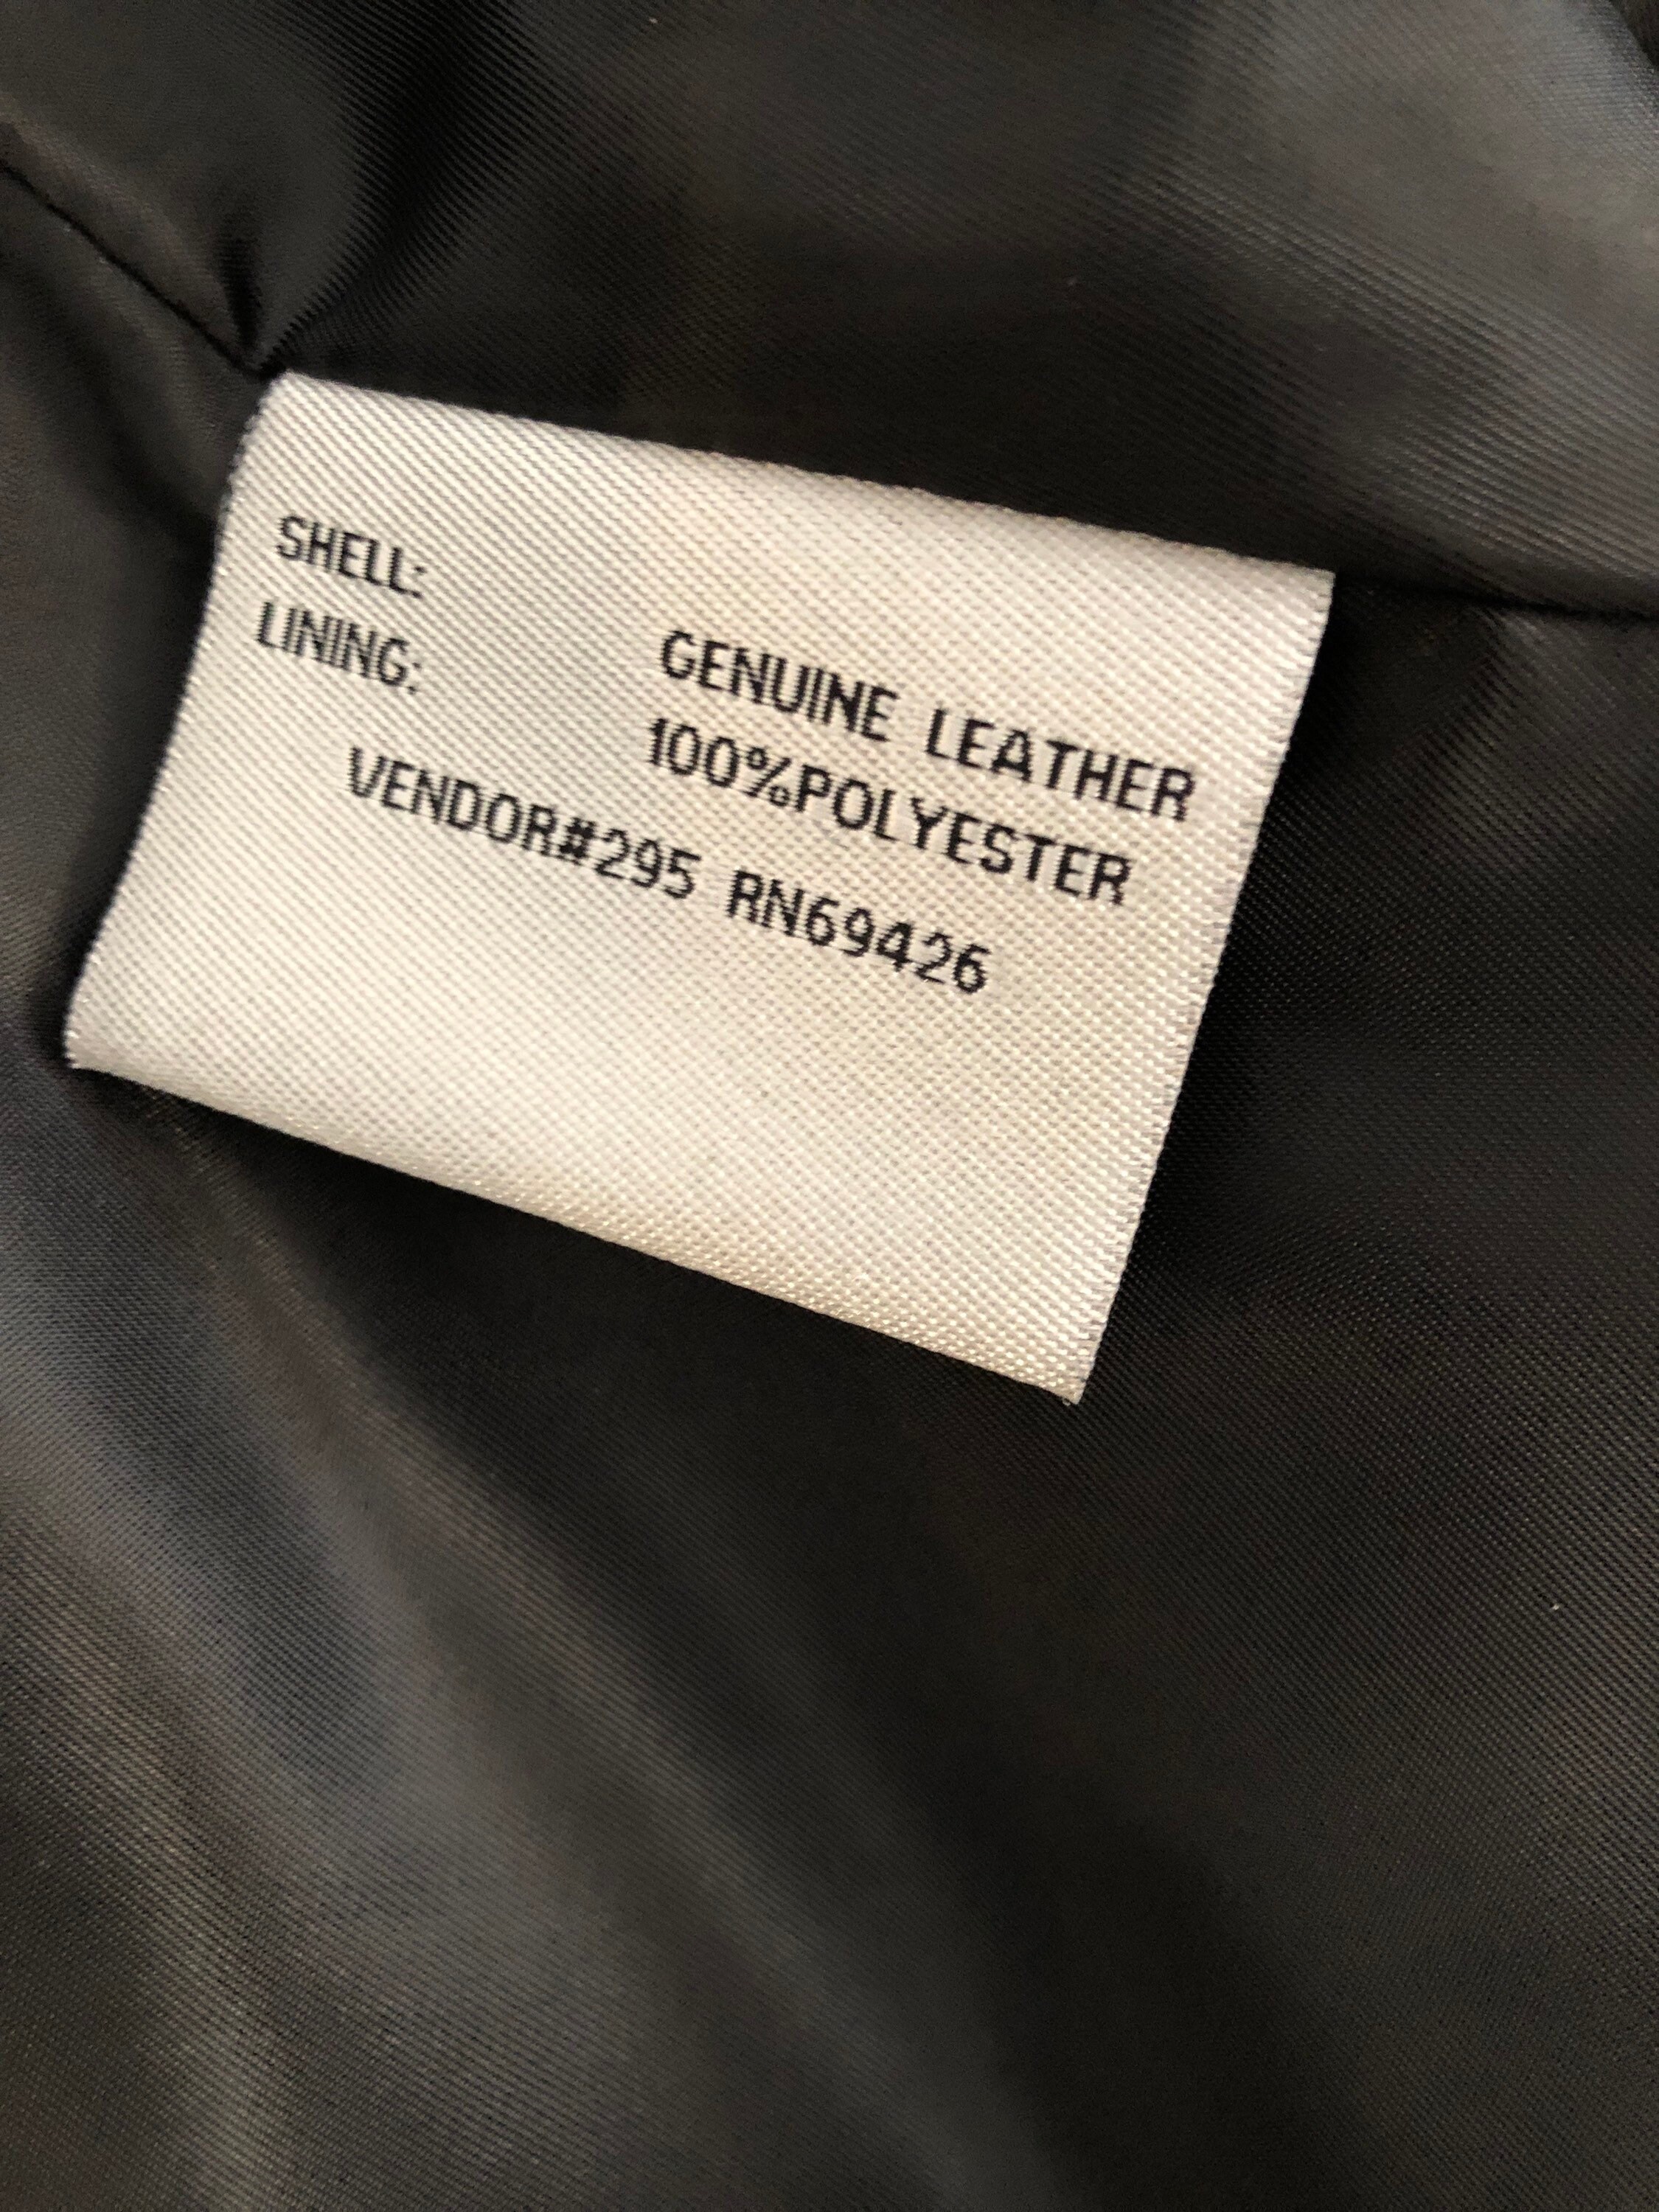 SHELL: GENUINE LEATHER
LINING: 100%POLYESTER
VENDOR#295 RN69426